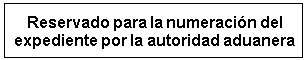 Reservado para la numeración del
expediente por la autoridad aduanera